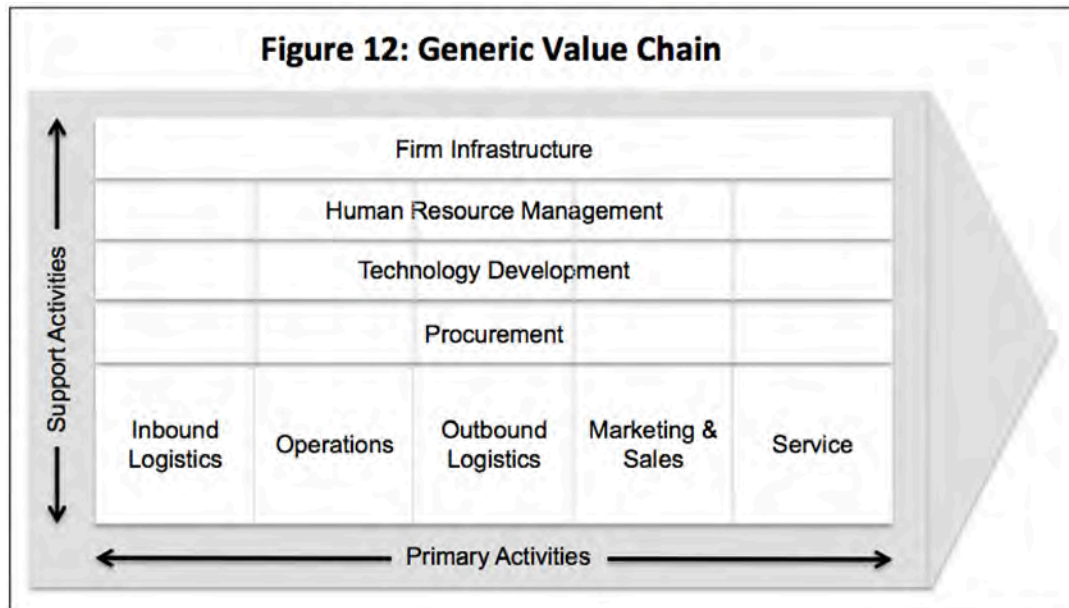 Figure 12: Generic Value Chain
Support Activities
Firm Infrastructure
Human Resource Management
Technology Development
Procurement
Inbound
Logistics
Operations
Outbound
Logistics
Marketing &
Sales
Service
Primary Activities